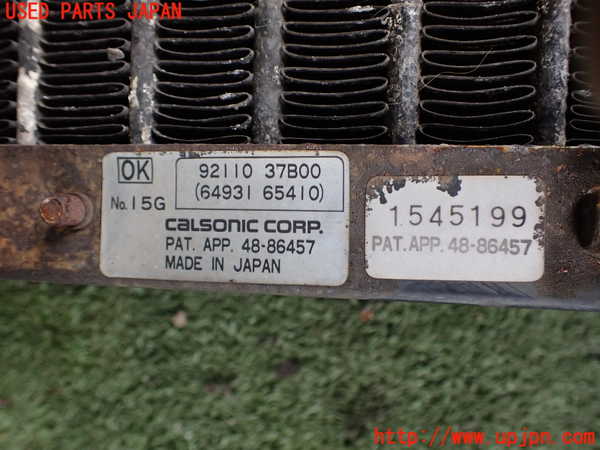 USED PARTS JAPAN
OK
92110 37B00
(64931 65410)
No.15G
calsonic CORP.
PAT. APP. 48-86457
MADE IN JAPAN
1545199
PAT. APP. 48-86457
http://www.upjpn.com/